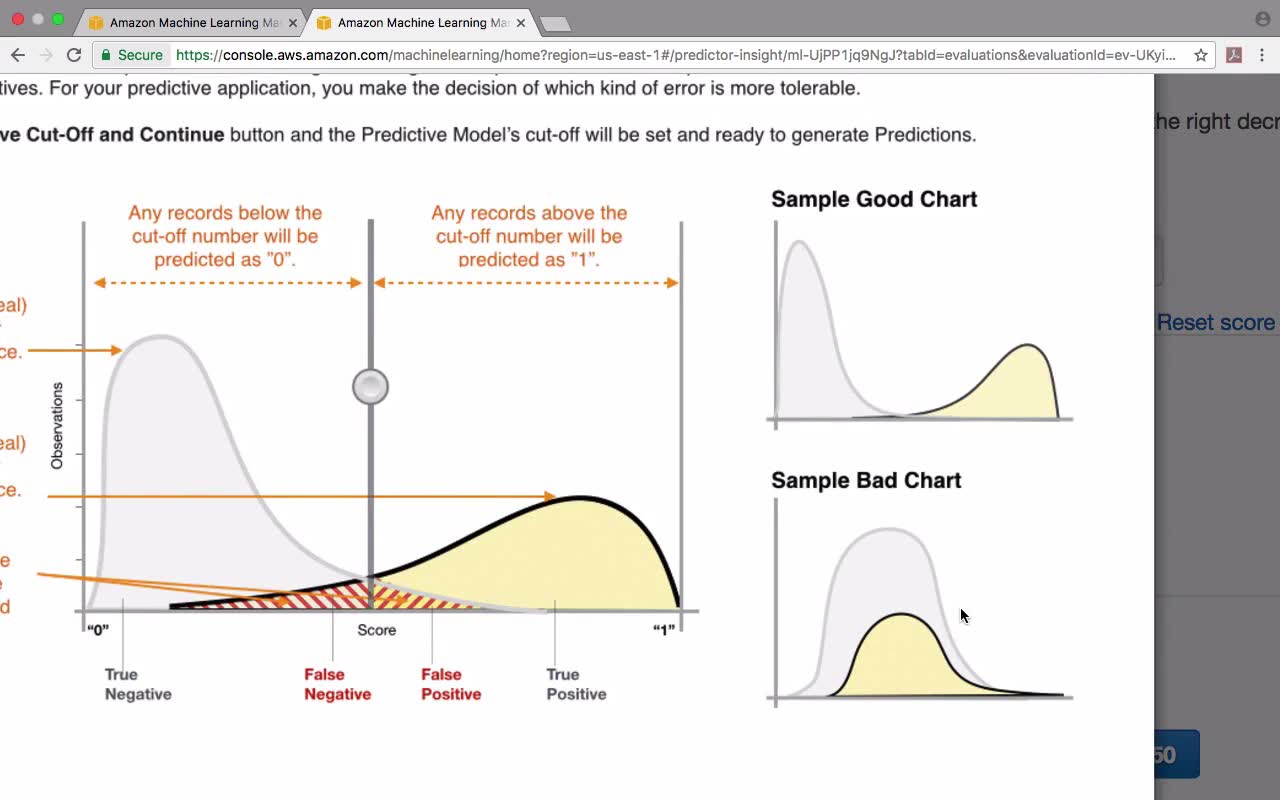 Amazon Machine Learning Ma
Amazon Machine Learning Ma
Secure https://console.aws.amazon.com/machinelearning/home?region=us-east-1#/predictor-insight/ml-UjPP1jq9NgJ?tabId=evaluations&evaluationId=ev-UKyi...
tives. For your predictive application, you make the decision of which kind of error is more tolerable.
ve Cut-Off and Continue button and the Predictive Model's cut-off will be set and ready to generate Predictions.
he right decr
Any records below the
cut-off number will be
predicted as "0".
Any records above the
cut-off number will be
predicted as "1".
Sample Good Chart
eal)
ce.
Observations
eal)
ce.
e
e
d
"0"
Score
"1"
True
Negative
False
Negative
False
Positive
True
Positive
Reset score
Sample Bad Chart
50